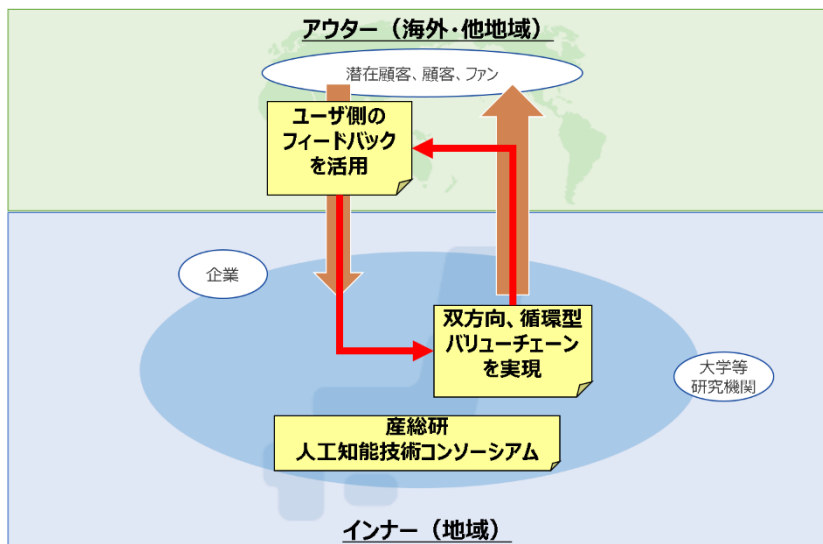 アウター（海外・他地域）
潜在顧客、顧客、ファン
ユーザ側の
フィードバック
を活用
企業
双方向、循環型
バリューチェーン
を実現
大学等
研究機関
産総研
人工知能技術コンソーシアム
インナー（地域）